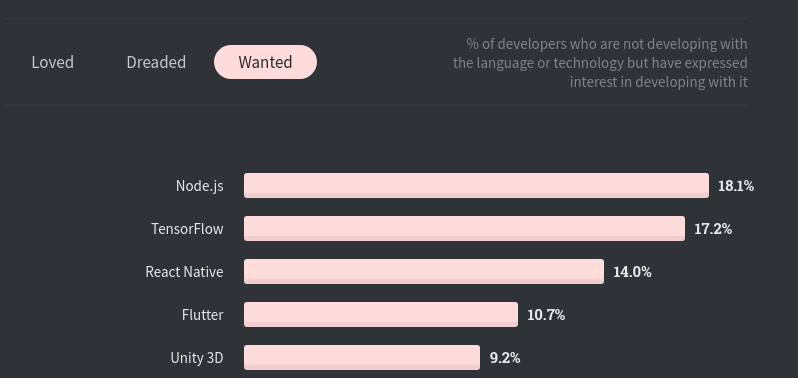 Loved Dreaded Wanted
% of developers who are not developing with
the language or technology but have expressed
interest in developing with it
Node.js 18.1%
TensorFlow 17.2%
React Native 14.0%
Flutter 10.7%
Unity 3D 9.2%